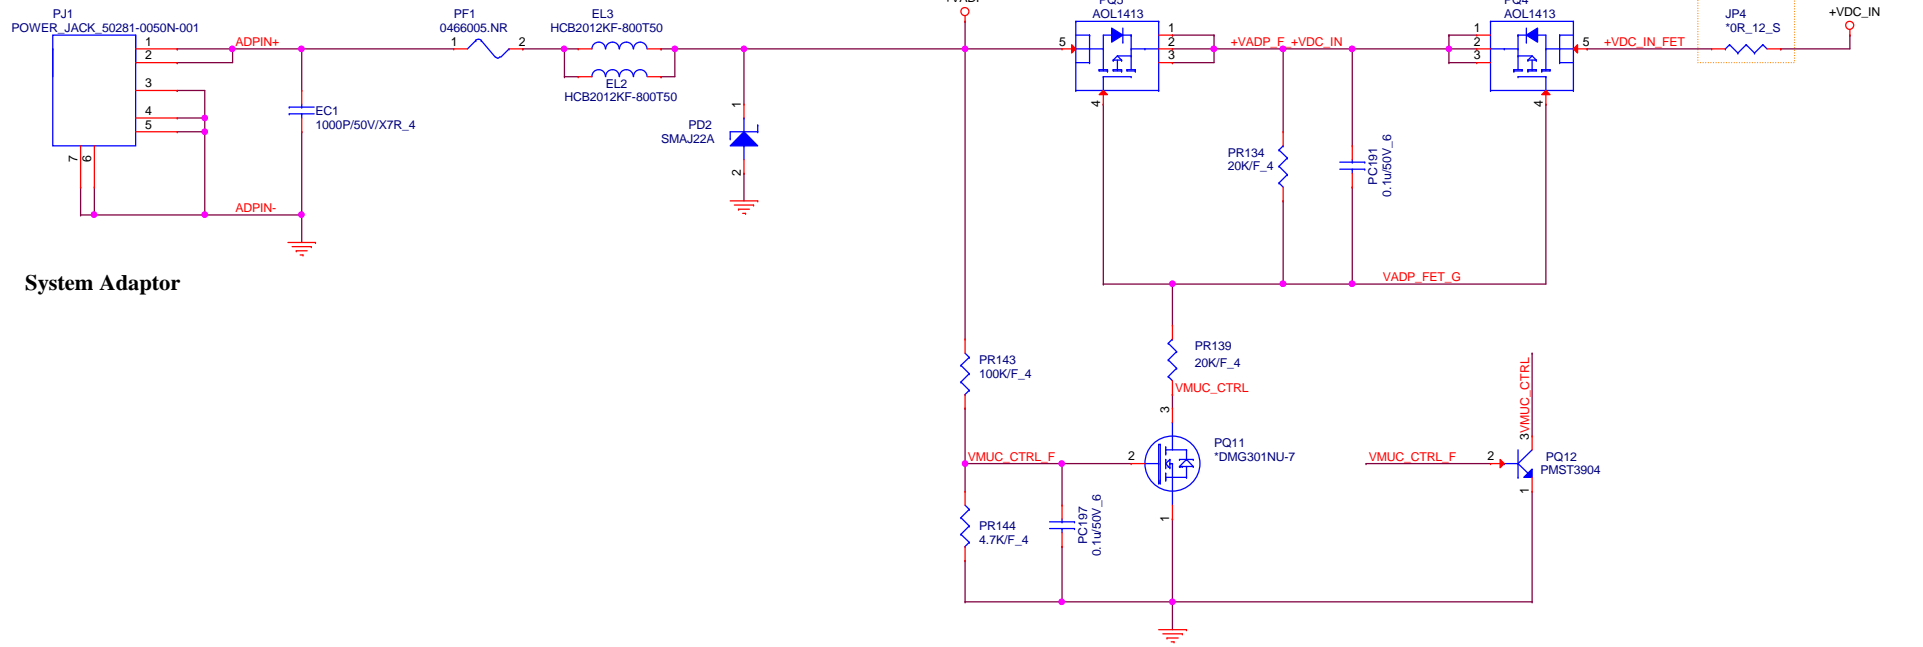 PJ1
POWER_JACK_50281-0050N-001
1
2
3
4
5
7
6
ADPIN+
ADPIN-
EC1
1000P/50V/X7R_4
PF1
0466005.NR
1
2
EL3
HCB2012KF-800T50
EL2
HCB2012KF-800T50
PD2
SMAJ22A
1
2
AOL1413
5
1
2
3
4
+VADP_F_+VDC_IN
AOL1413
1
2
3
5
4
+VDC_IN_FET
JP4
*0R_12_S
+VDC_IN
PR134
20K/F_4
PC191
0.1u/50V_6
VADP_FET_G
System Adaptor
PR143
100K/F_4
PR139
20K/F_4
VMUC_CTRL
3
PQ11
*DMG301NU-7
VMUC_CTRL_F
2
1
PR144
4.7K/F_4
PC197
0.1u/50V_6
VMUC_CTRL
3
VMUC_CTRL_F
2
PQ12
PMST3904
1